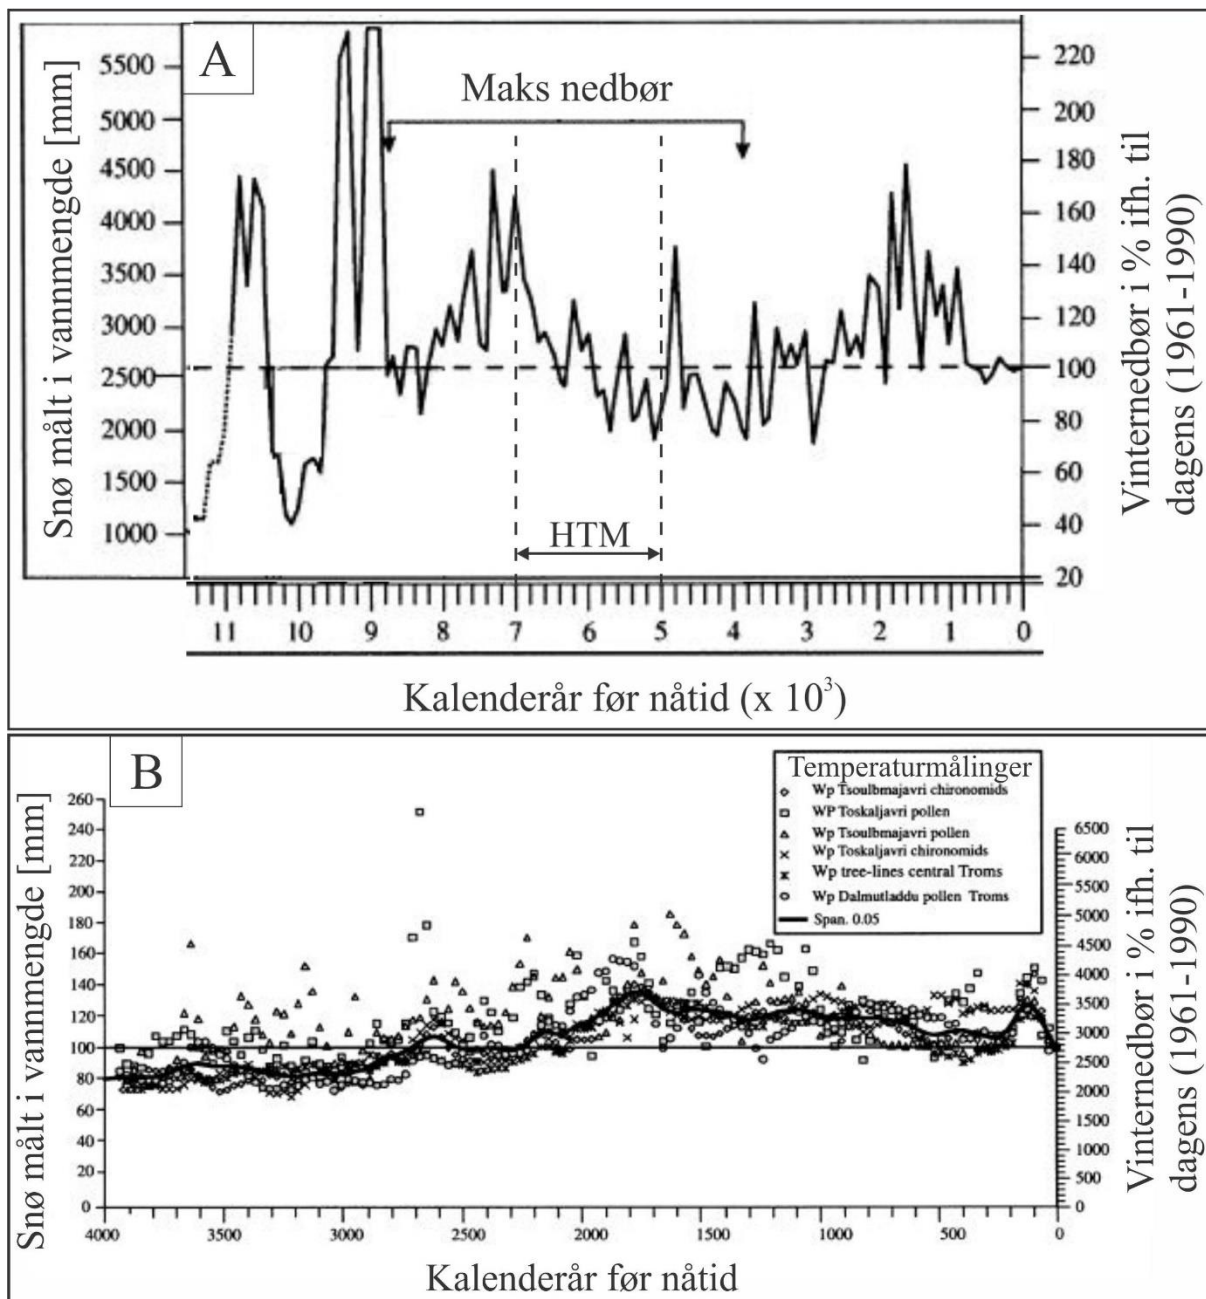 A
Maks nedbør
Snø målt i vannmengde [mm]
5500
5000
4500
4000
3500
3000
2500
2000
1500
1000
220
200
180
160
140
120
100
80
60
40
20
Vinternedbør i % ifh. til
dagens (1961-1990)
HTM
11 10 9 8 7 6 5 4 3 2 1 0
Kalenderår før nåtid (x 10³)
B
Temperaturmålinger
Wp Tsoulbmajavri chironomids
WP Toskaljavri pollen
Wp Tsoulbmajavri pollen
Wp Toskaljavri chironomids
Wp tree-lines central Troms
Wp Dalmutladdu pollen Troms
Span. 0.05
Snø målt i vannmengde [mm]
260
240
220
200
180
160
140
120
100
80
60
40
20
0
6500
6000
5500
5000
4500
4000
3500
3000
2500
2000
1500
1000
500
0
Vinternedbør i % ifh. til
dagens (1961-1990)
4000 3500 3000 2500 2000 1500 1000 500 0
Kalenderår før nåtid